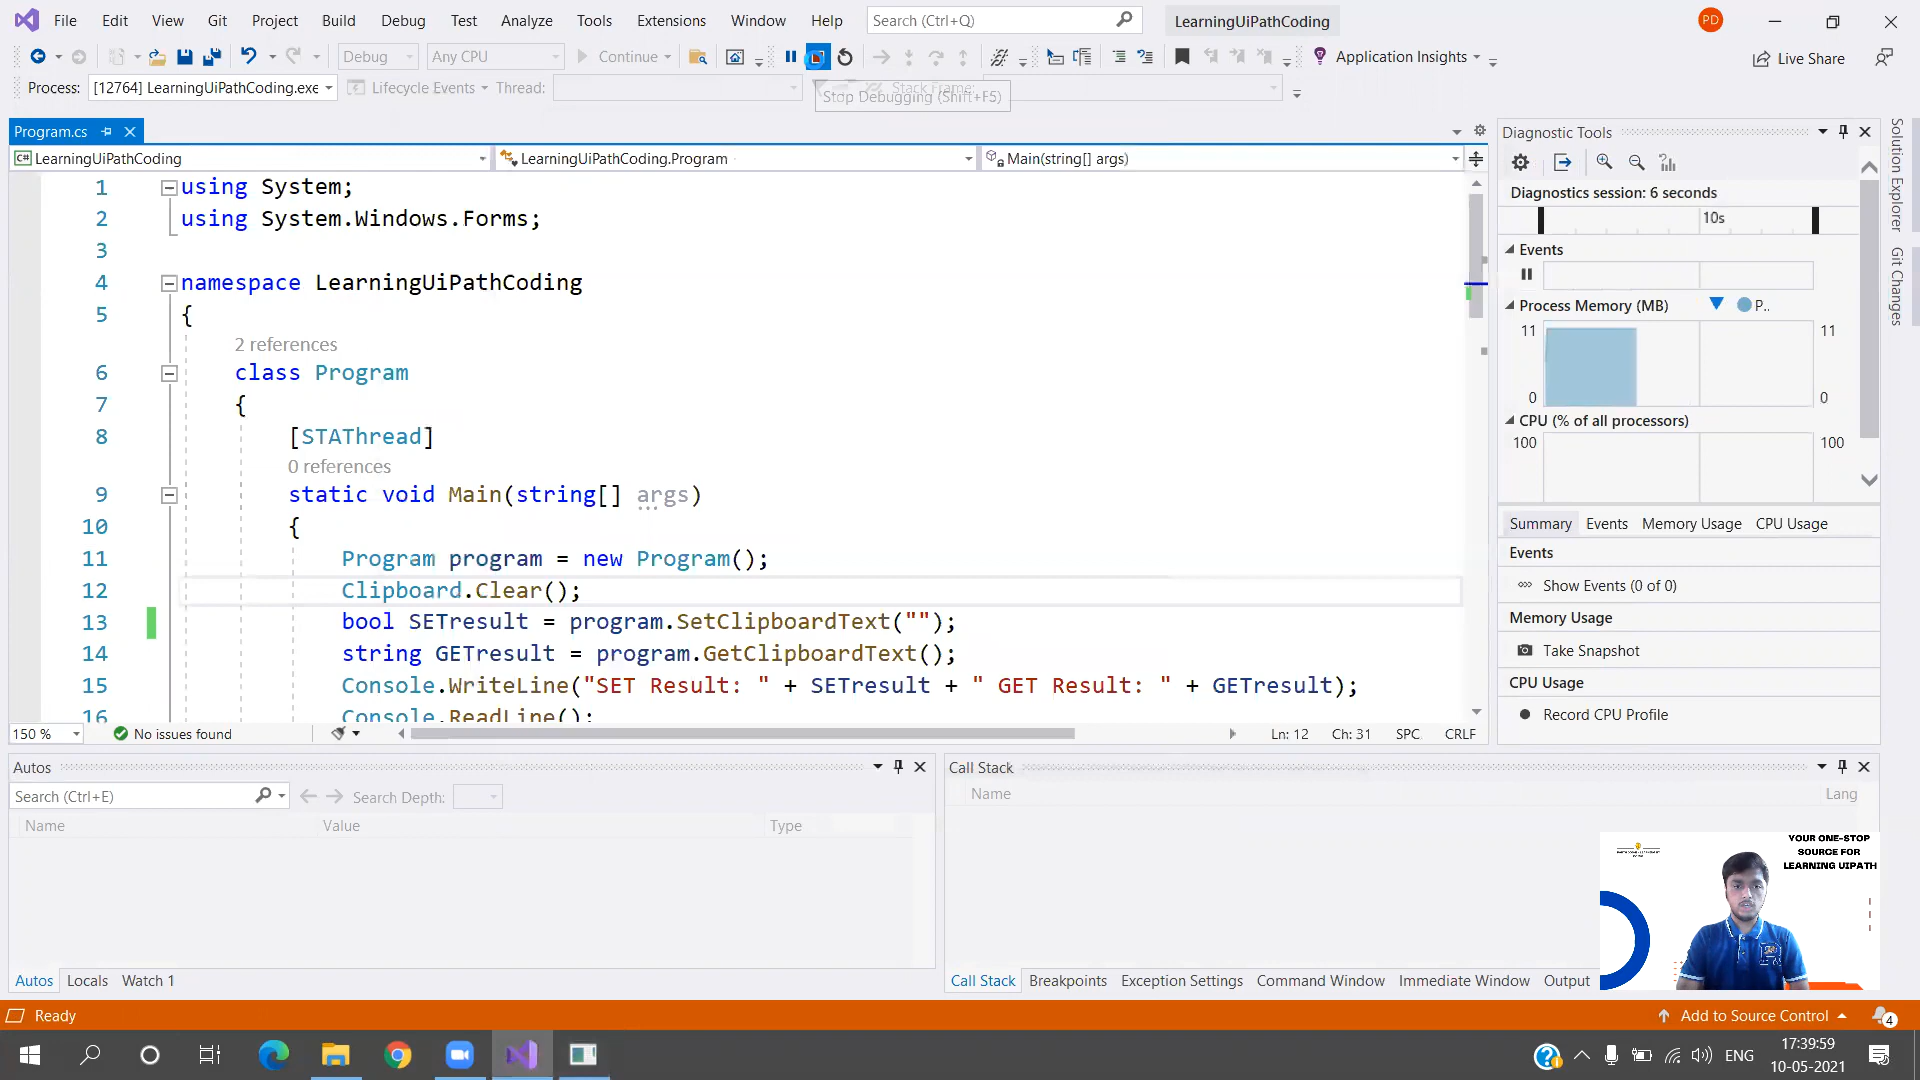 File Edit View Git Project Build Debug Test Analyze Tools Extensions Window Help Search (Ctrl+Q) LearningUiPathCoding PD
Debug Any CPU Continue Application Insights Live Share
Process: [12764] LearningUiPathCoding.exe Lifecycle Events Thread: Stack Frame:
Stop Debugging (Shift+F5)
Program.cs
LearningUiPathCoding LearningUiPathCoding.Program Main(string[] args)
1 using System;
2 using System.Windows.Forms;
3
4 namespace LearningUiPathCoding
5 {
2 references
6 class Program
7 {
8 [STAThread]
0 references
9 static void Main(string[] args)
10 {
11 Program program = new Program();
12 Clipboard.Clear();
13 bool SETresult = program.SetClipboardText("");
14 string GETresult = program.GetClipboardText();
15 Console.WriteLine("SET Result: " + SETresult + " GET Result: " + GETresult);
16 Console.ReadLine();
150 % No issues found Ln: 12 Ch: 31 SPC CRLF
Diagnostic Tools
Diagnostics session: 6 seconds
10s
Events
Process Memory (MB) P..
11 11
0 0
CPU (% of all processors)
100 100
Summary Events Memory Usage CPU Usage
Events
Show Events (0 of 0)
Memory Usage
Take Snapshot
CPU Usage
Record CPU Profile
Solution Explorer
Git Changes
Autos
Search (Ctrl+E) Search Depth:
Name Value Type
Autos Locals Watch 1
Call Stack
Name Lang
Call Stack Breakpoints Exception Settings Command Window Immediate Window Output
YOUR ONE-STOP
SOURCE FOR
LEARNING UIPATH
Ready Add to Source Control 4
ENG 17:39:59
10-05-2021